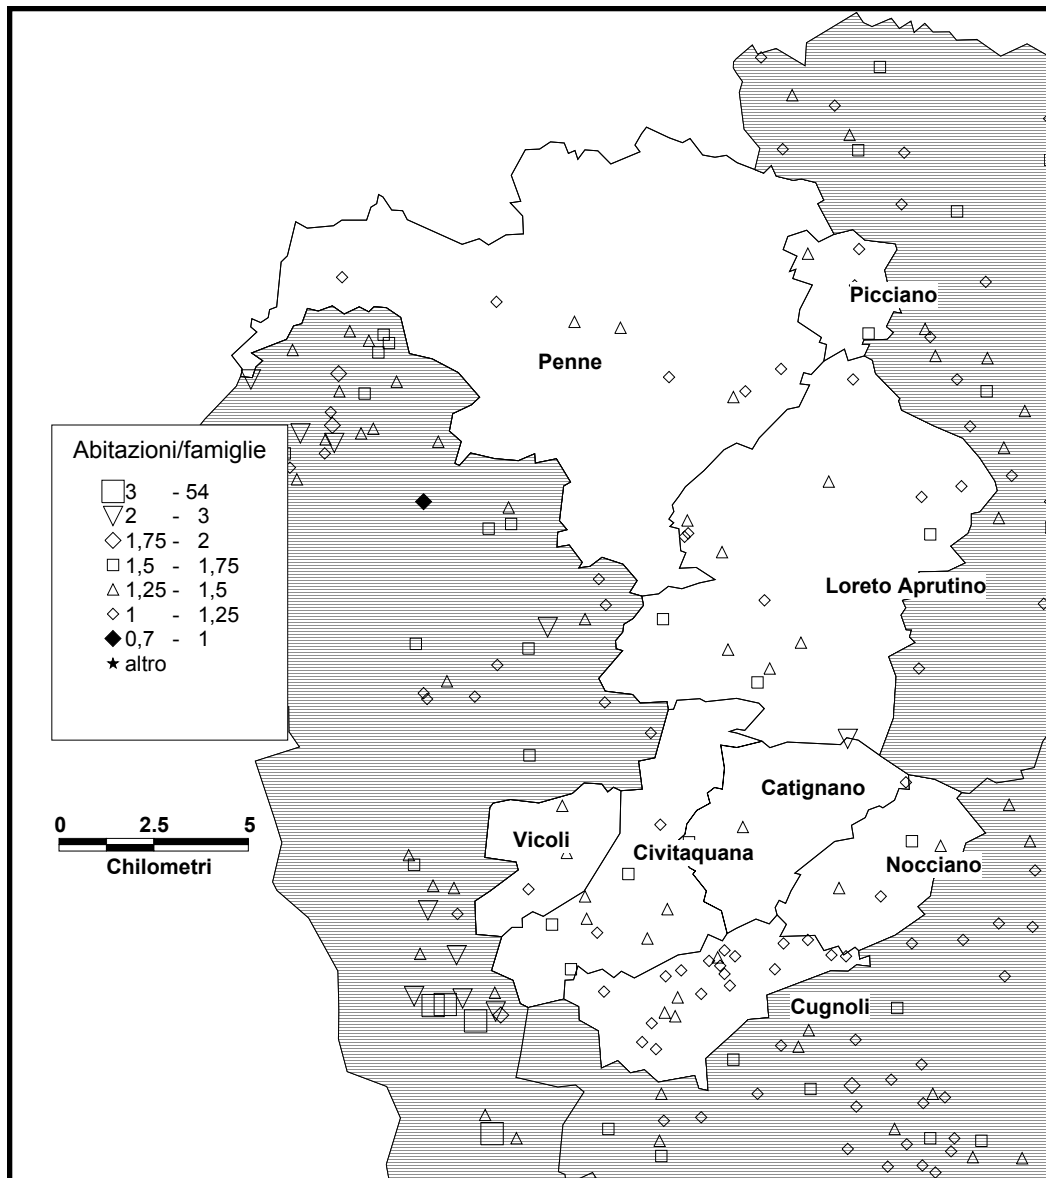 Picciano
Penne
Abitazioni/famiglie
3 - 54
2 - 3
1,75 - 2
1,5 - 1,75
1,25 - 1,5
1 - 1,25
0,7 - 1
altro
Loreto Aprutino
Catignano
0 2.5 5
Chilometri
Vicoli
Civitaquana
Nocciano
Cugnoli